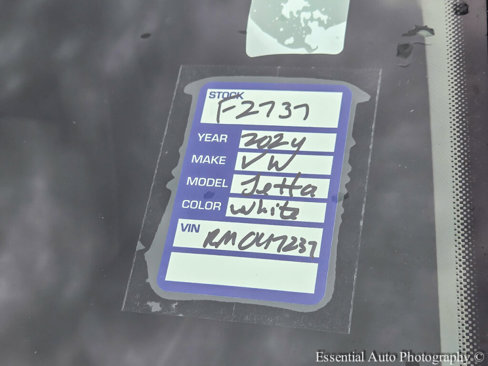 STOCK
F2737
YEAR 2024
MAKE VW
MODEL Jetta
COLOR White
VIN RM047237
Essential Auto Photography ©